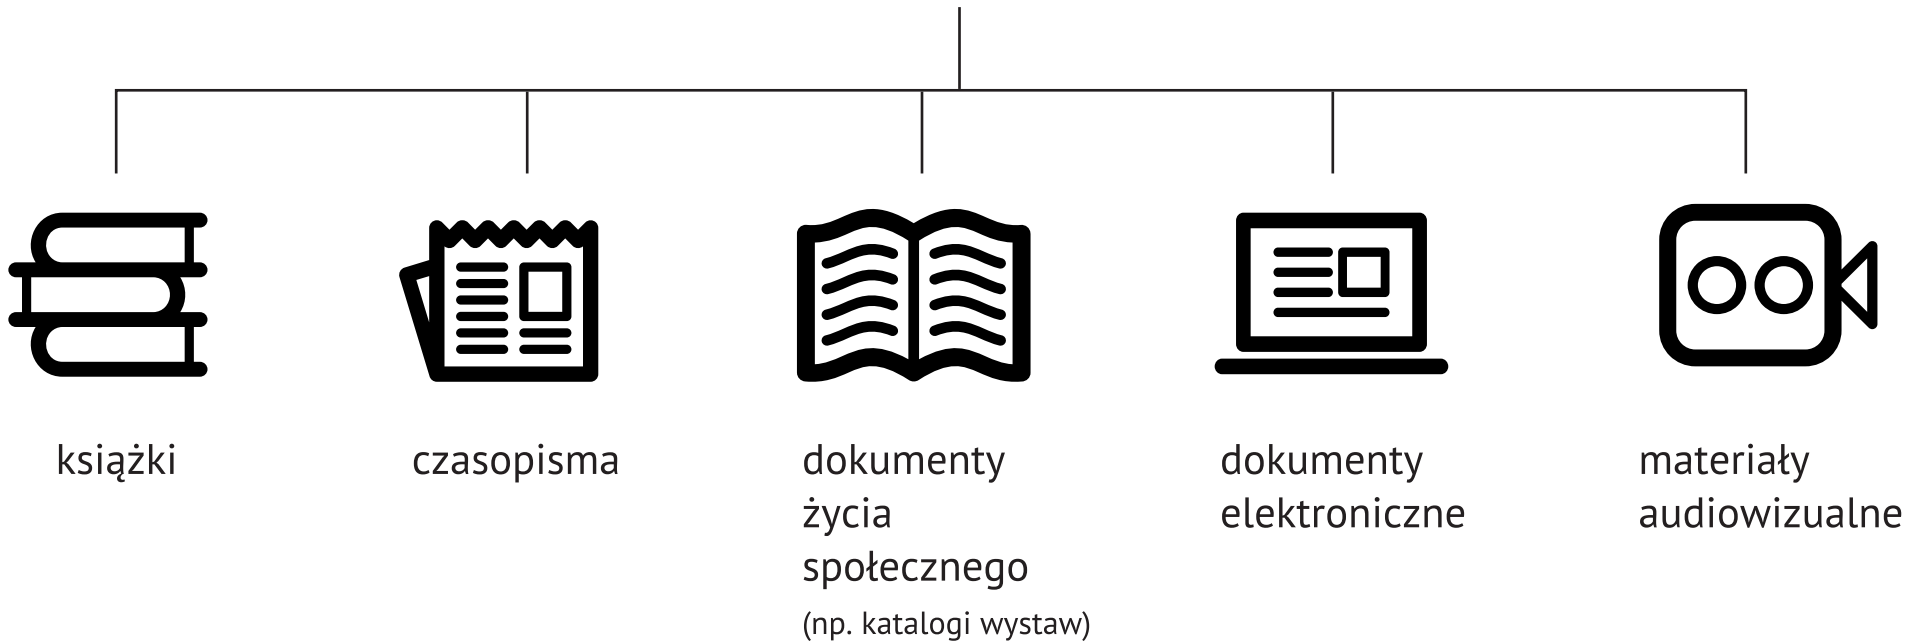 książki
czasopisma
dokumenty
życia
społecznego
(np. katalogi wystaw)
dokumenty
elektroniczne
materiały
audiowizualne